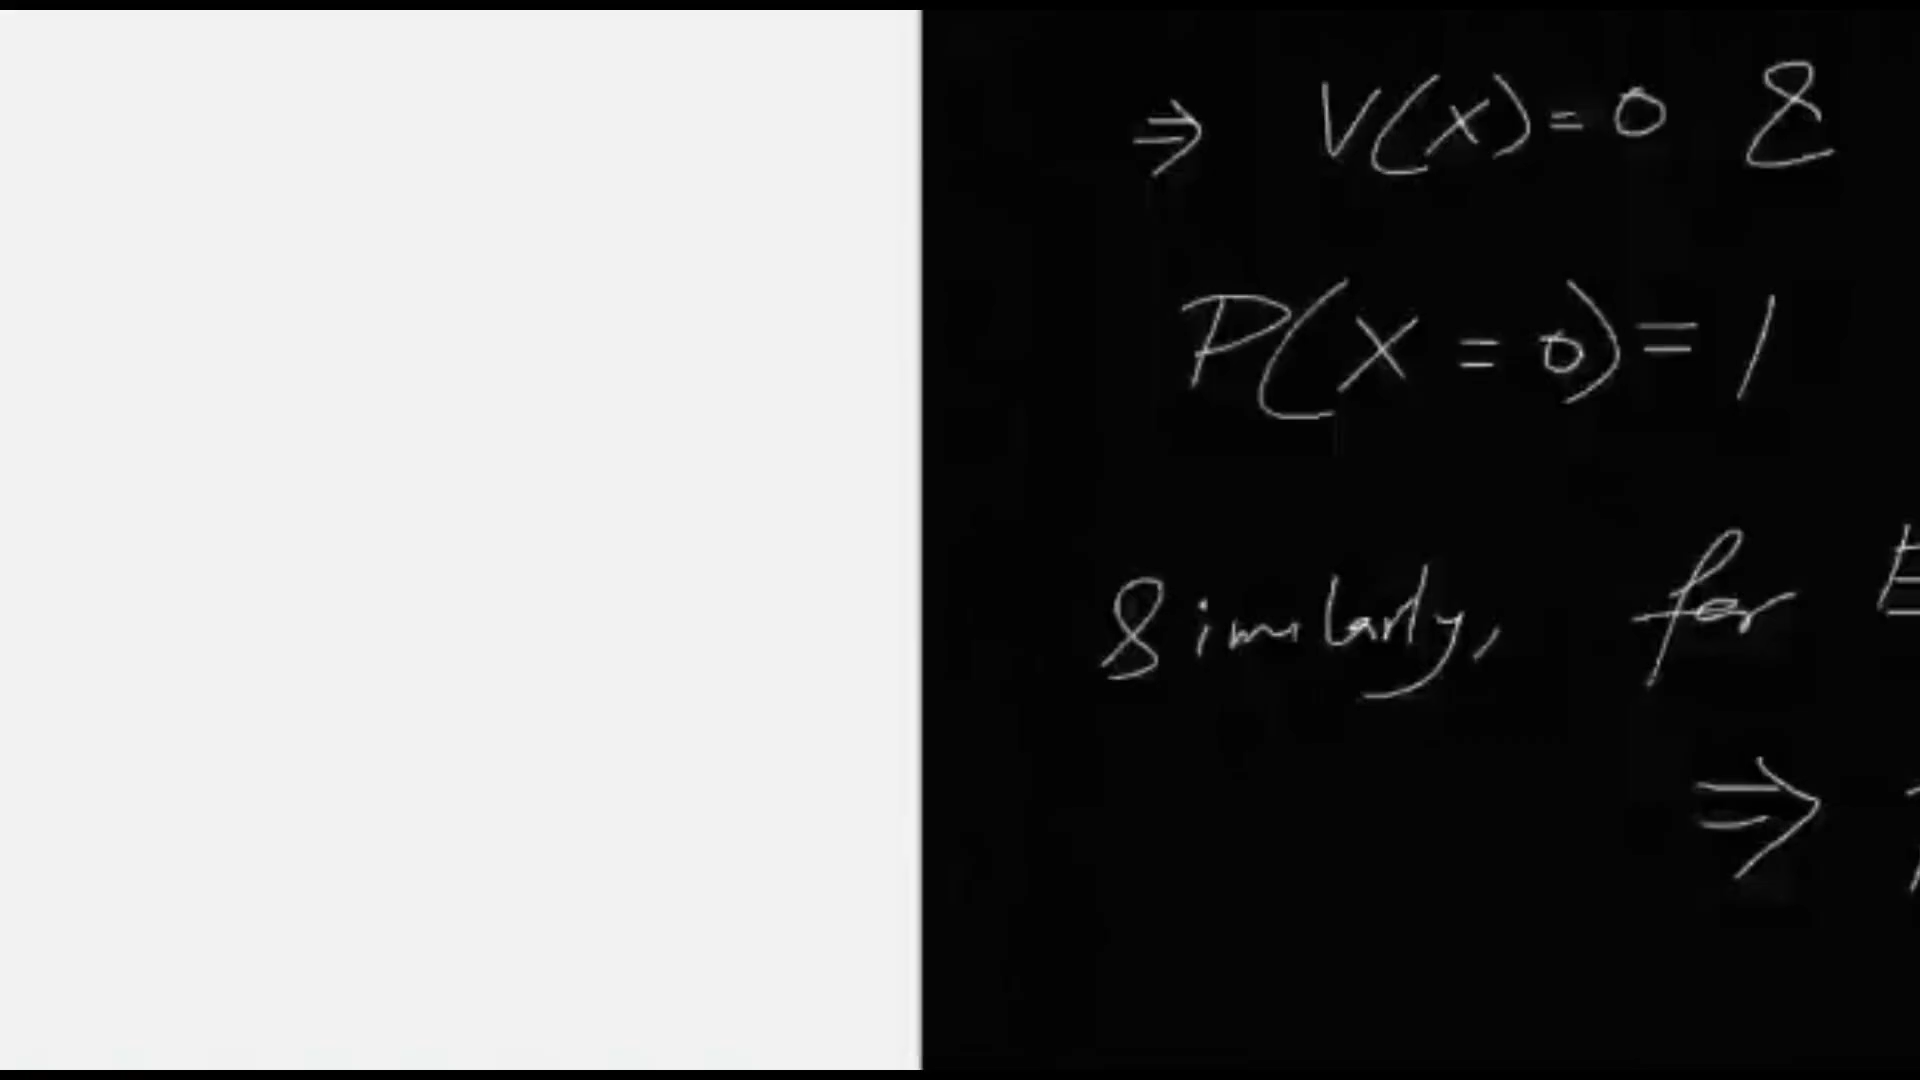 ⇒ V(X) = 0 &
P(X = 0) = 1
Similarly, for
⇒